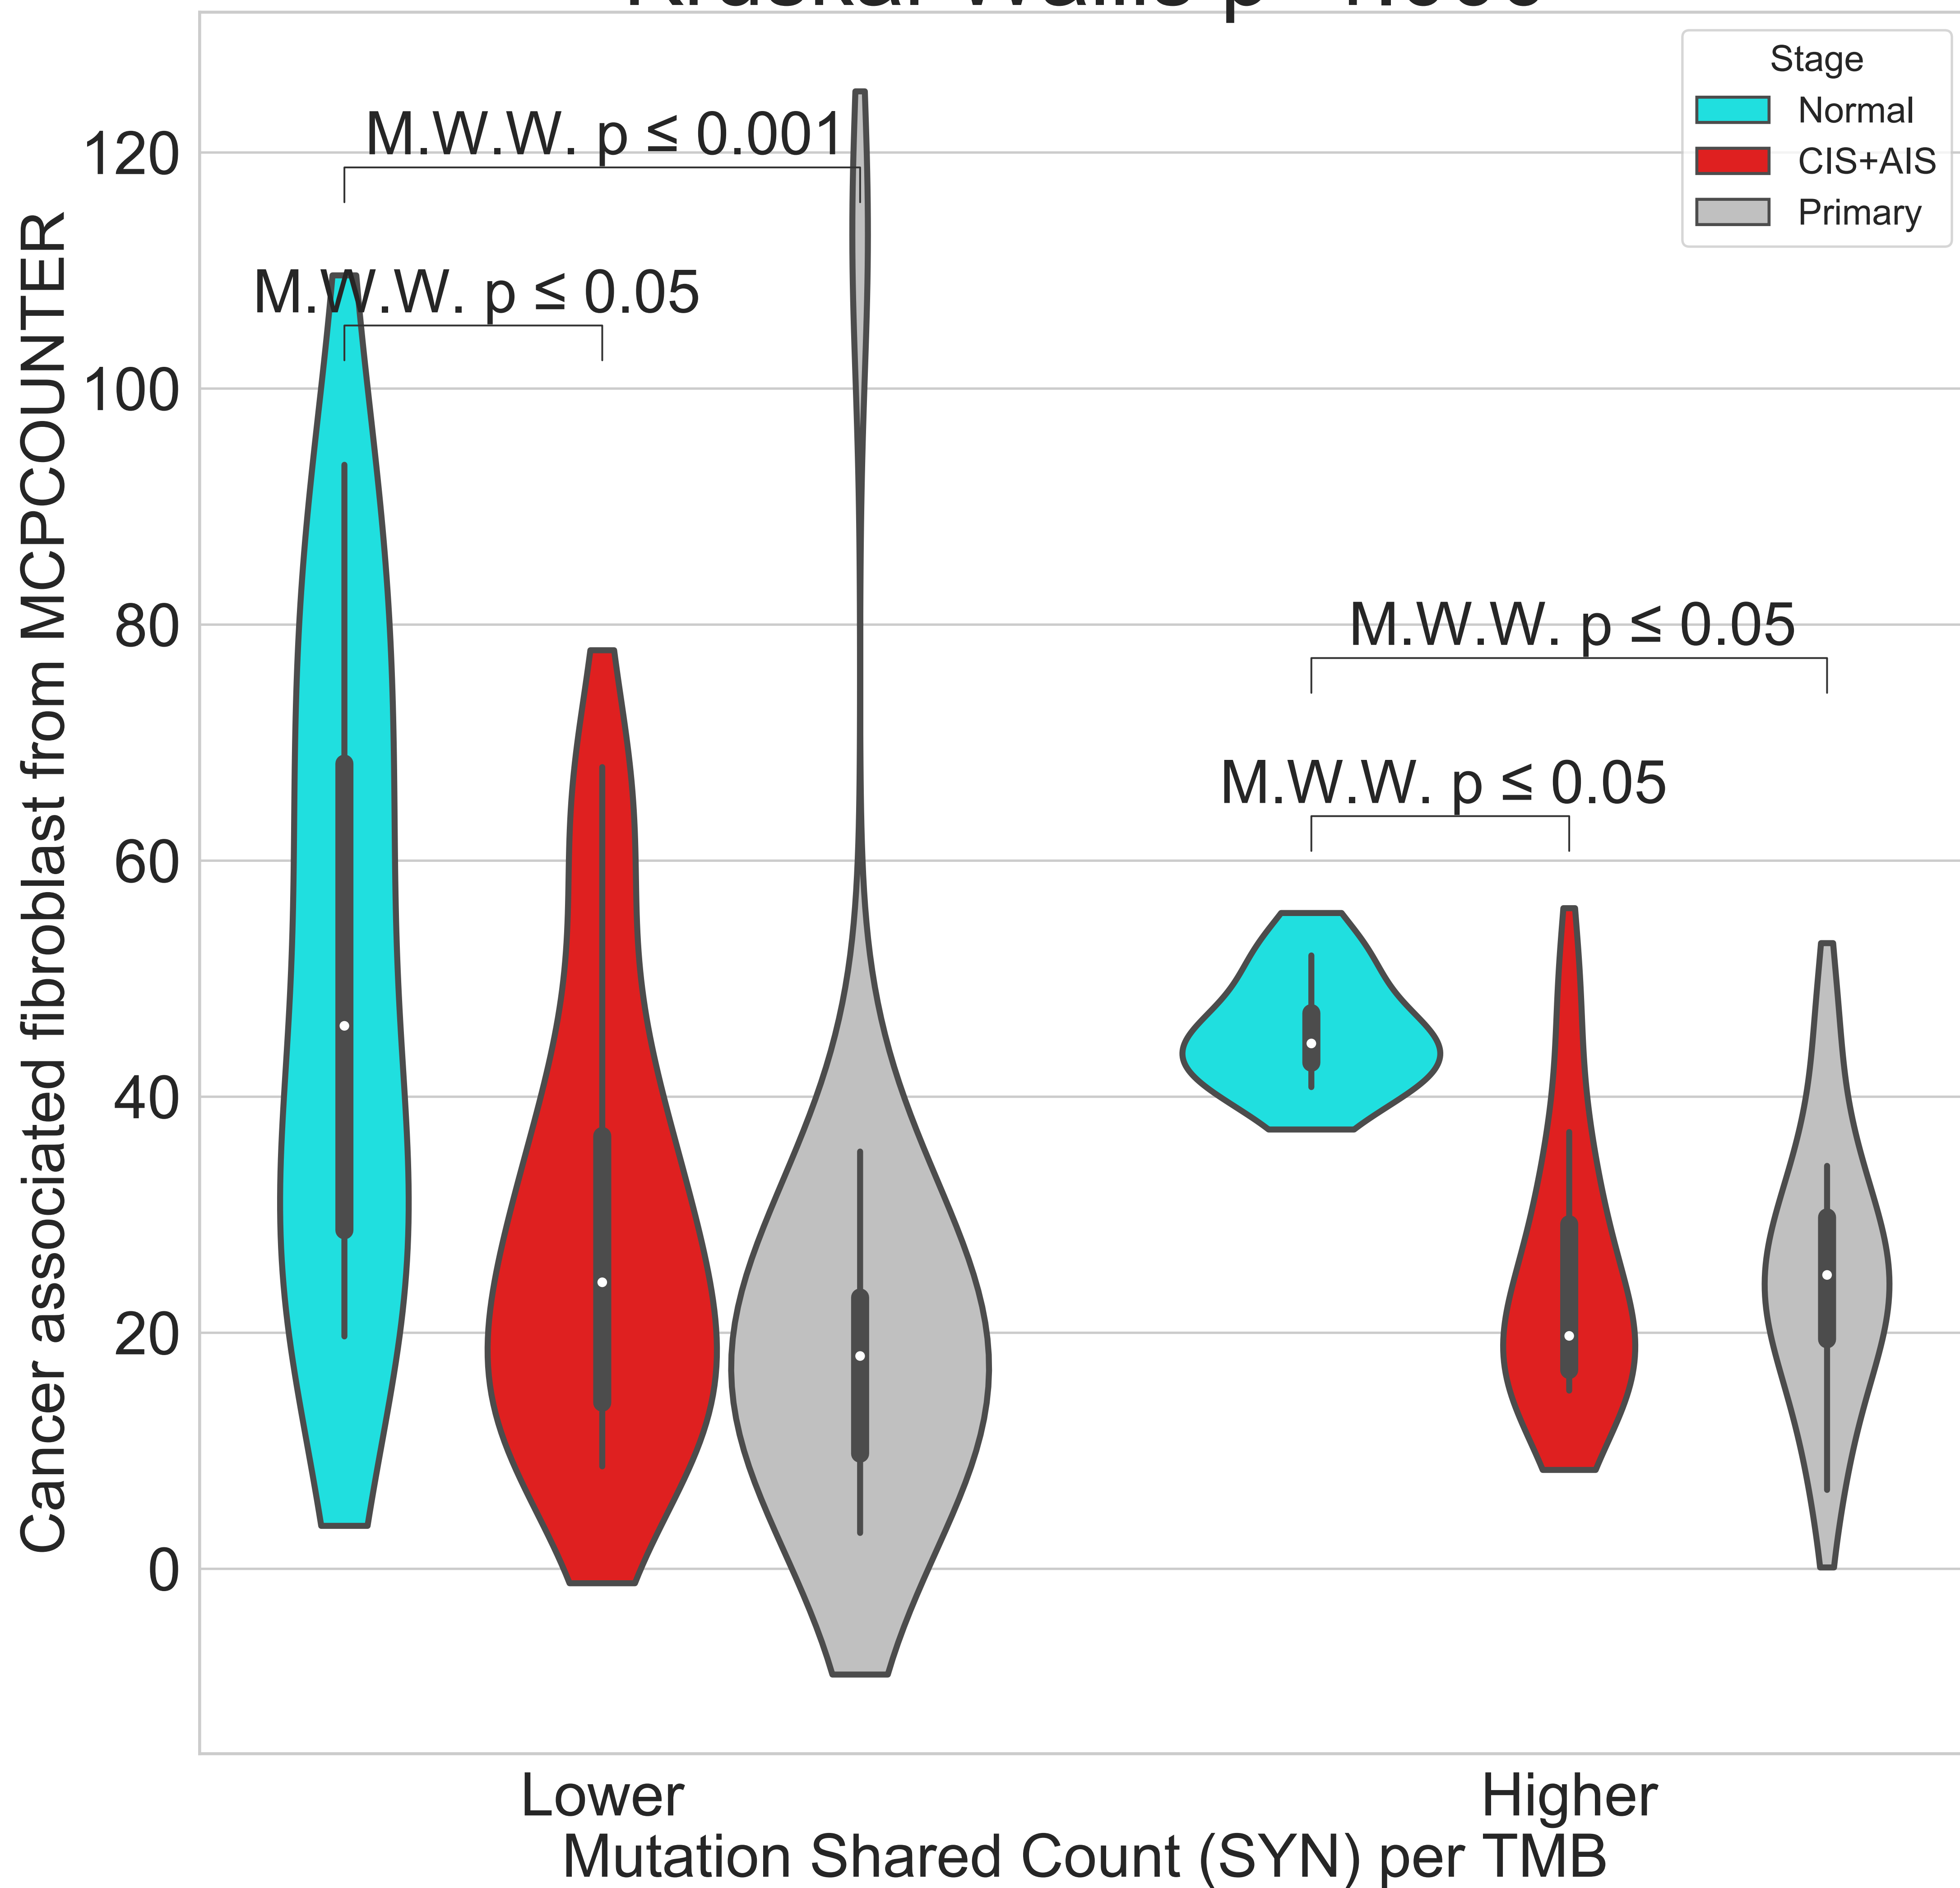 Stage
Normal
CIS+AIS
Primary
M.W.W. p ≤ 0.001
M.W.W. p ≤ 0.05
M.W.W. p ≤ 0.05
M.W.W. p ≤ 0.05
Cancer associated fibroblast from MCPCOUNTER
120
100
80
60
40
20
0
Lower
Higher
Mutation Shared Count (SYN) per TMB